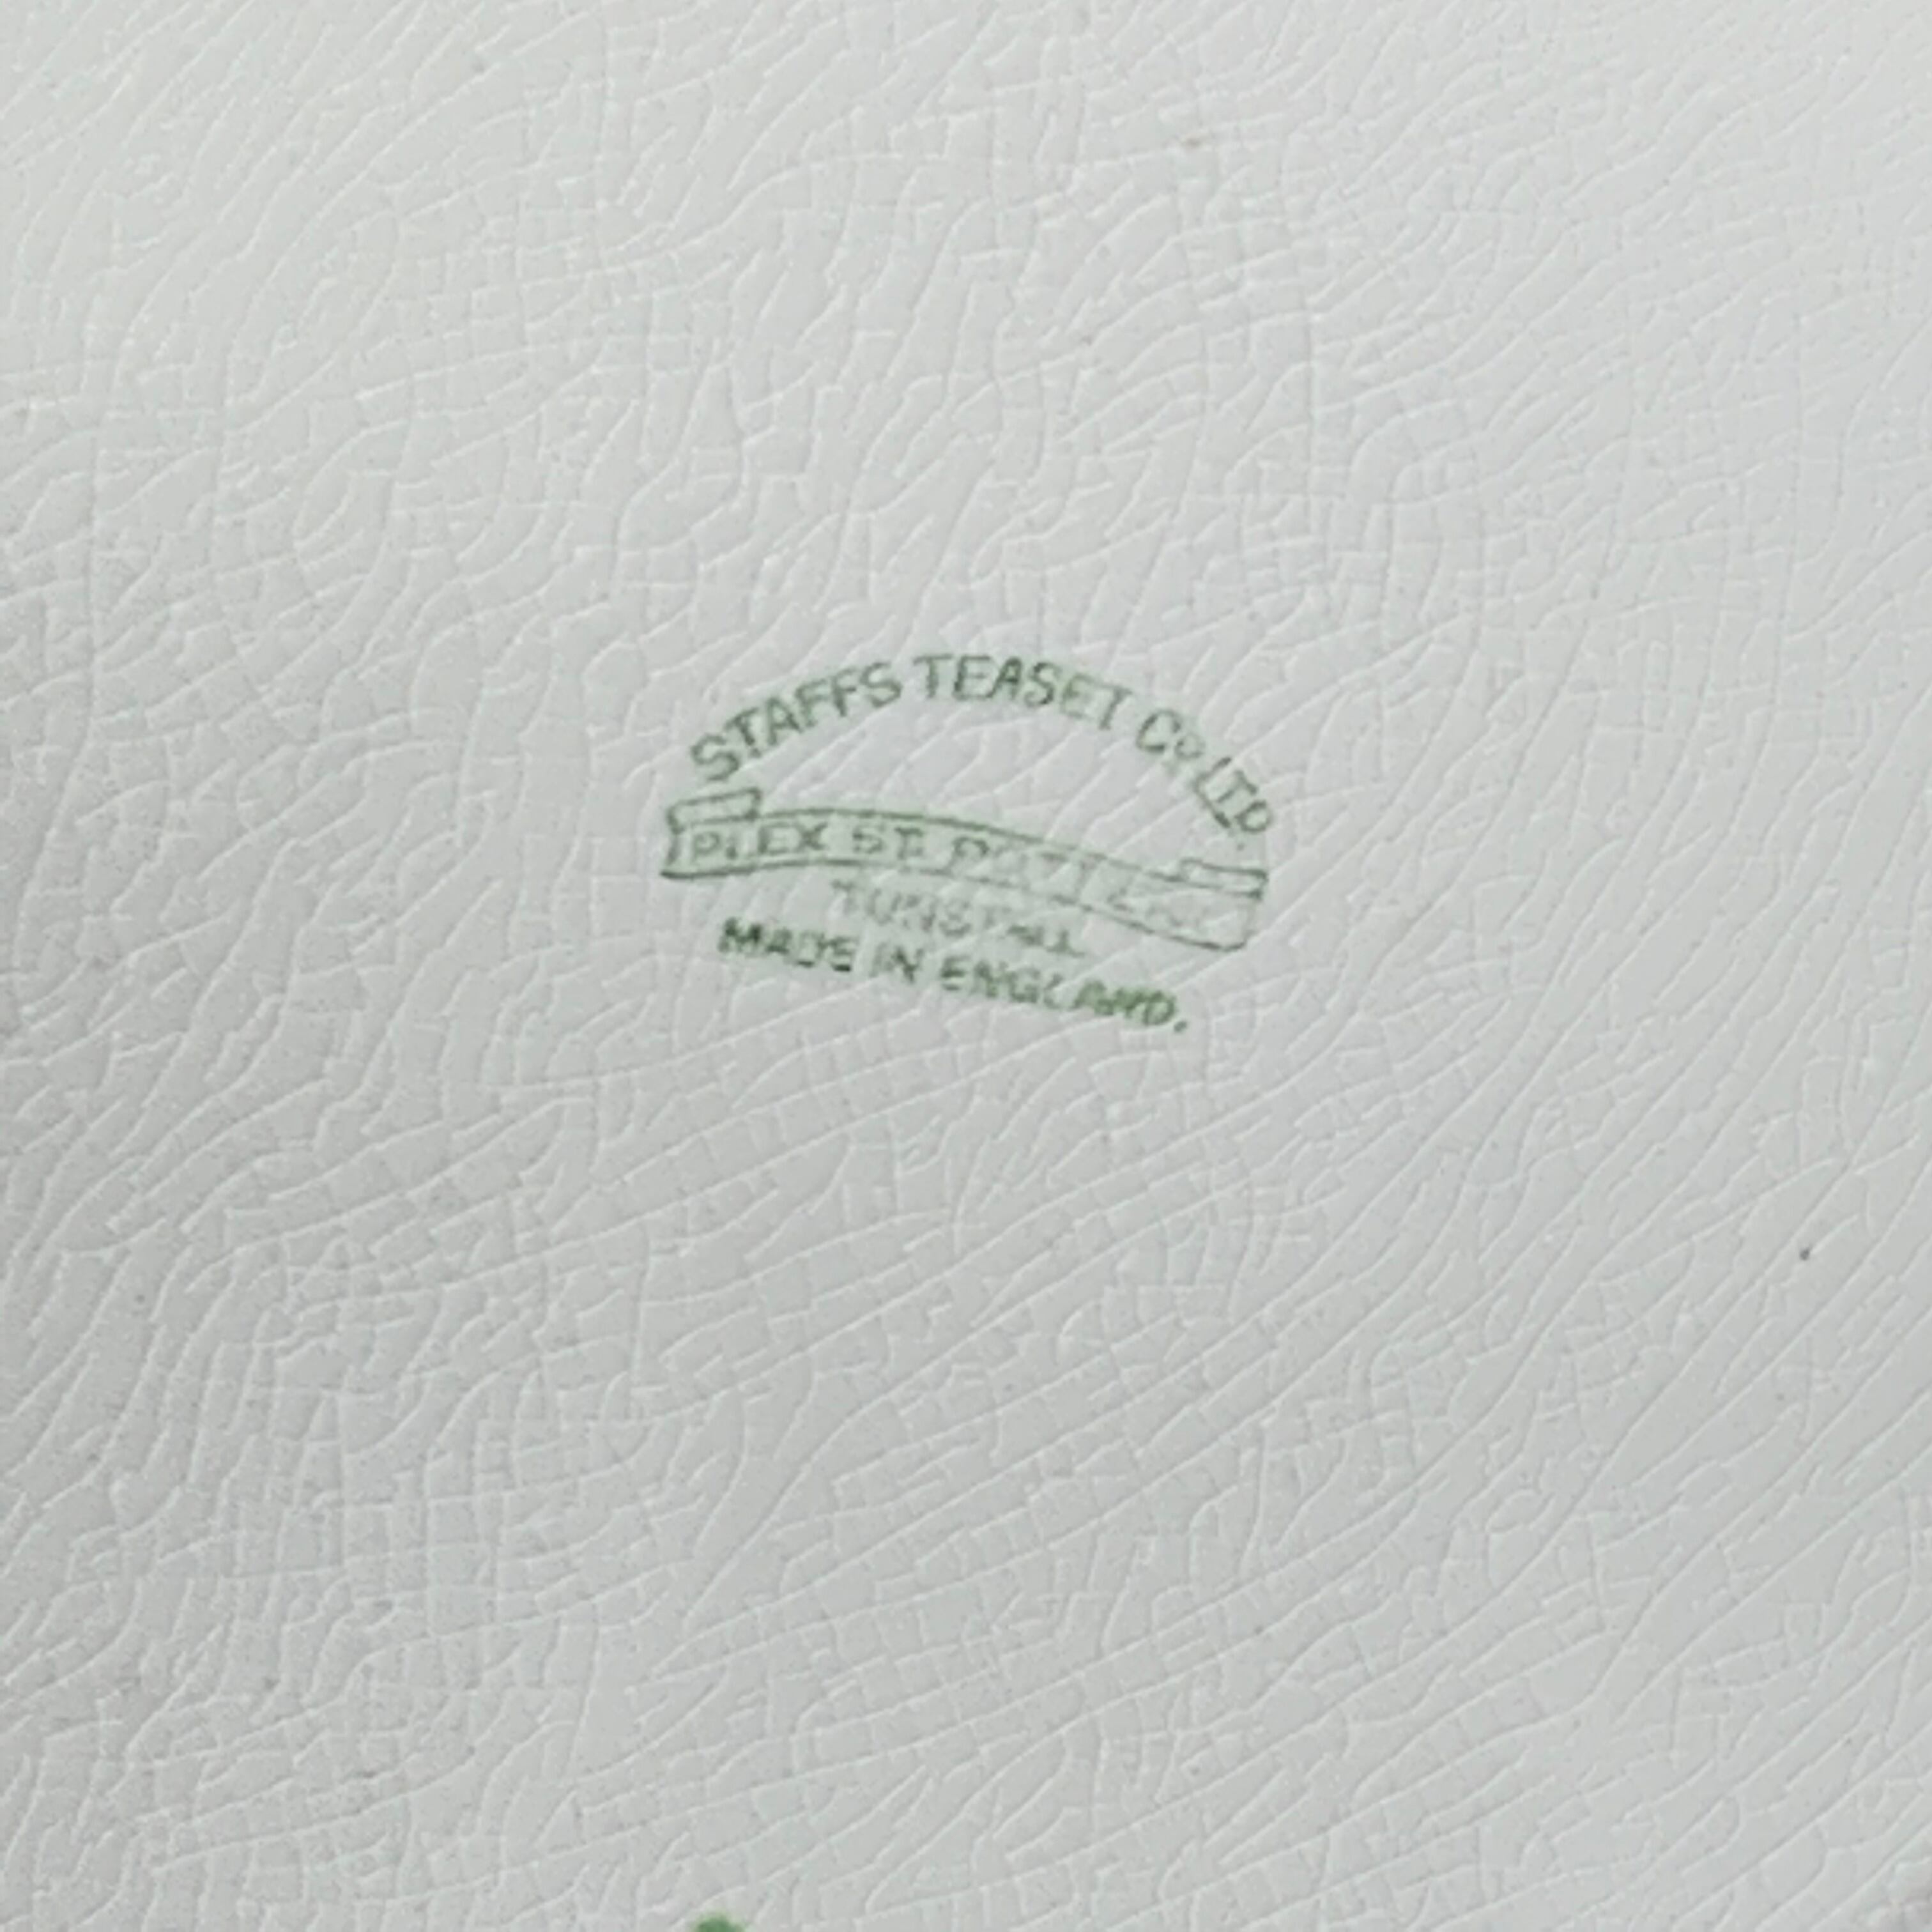 STAFFS TEASET Co LTD.
PLEX ST. POTTERY
TUNSTALL
MADE IN ENGLAND.